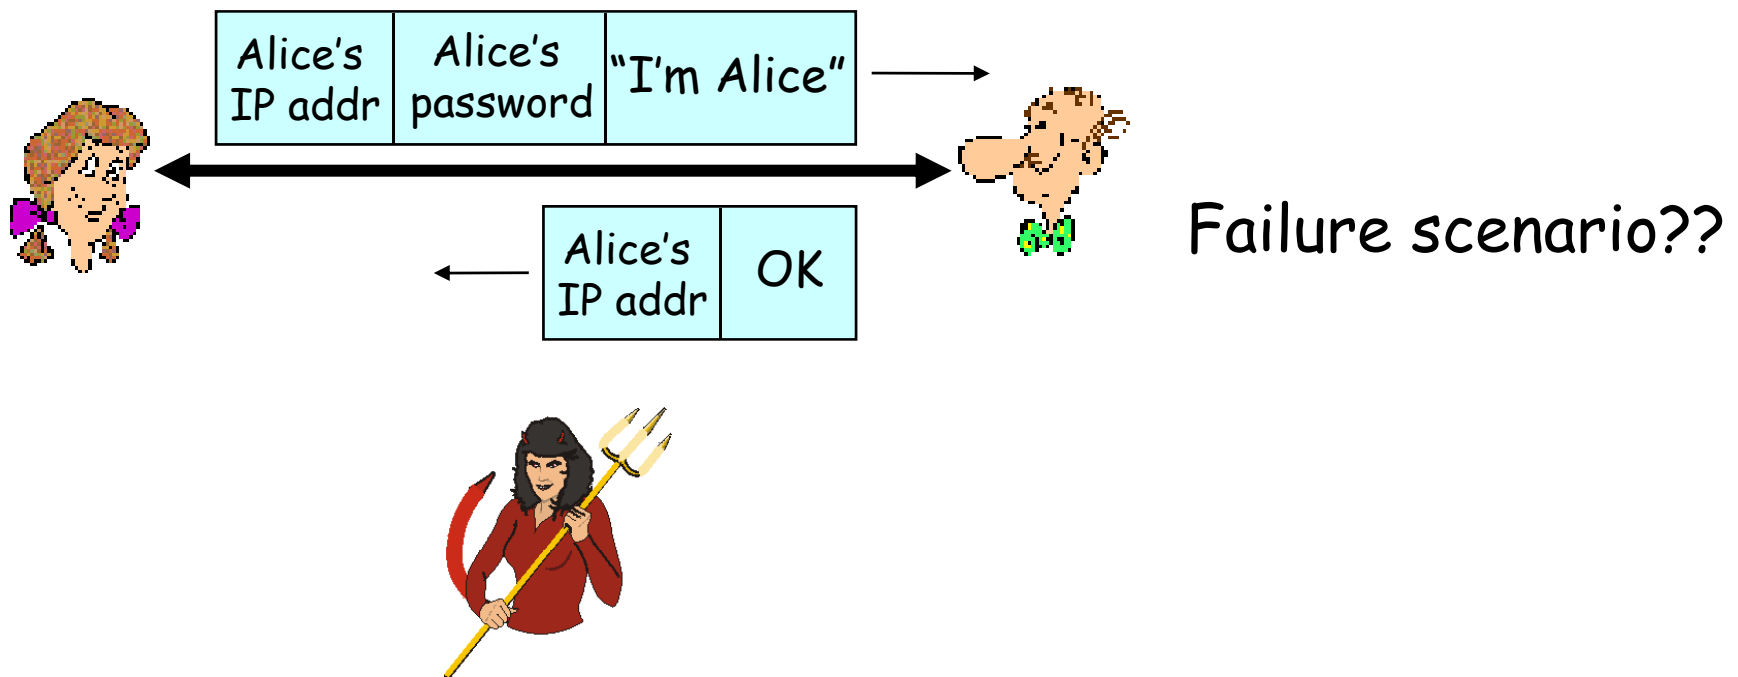 Alice’s
IP addr
Alice’s
password
“I’m Alice”
Failure scenario??
Alice’s
IP addr
OK